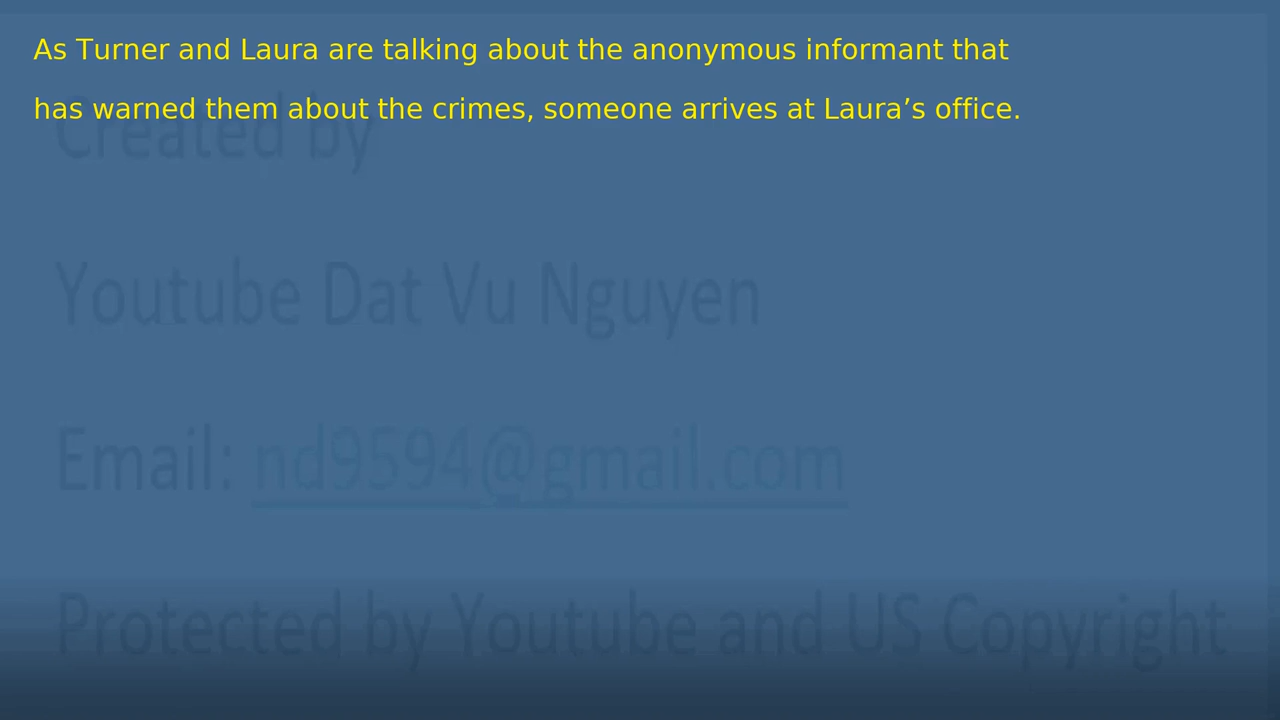 As Turner and Laura are talking about the anonymous informant that
has warned them about the crimes, someone arrives at Laura’s office.
Created by
Youtube Dat Vu Nguyen
Email: nd9594@gmail.com
Protected by Youtube and US Copyright